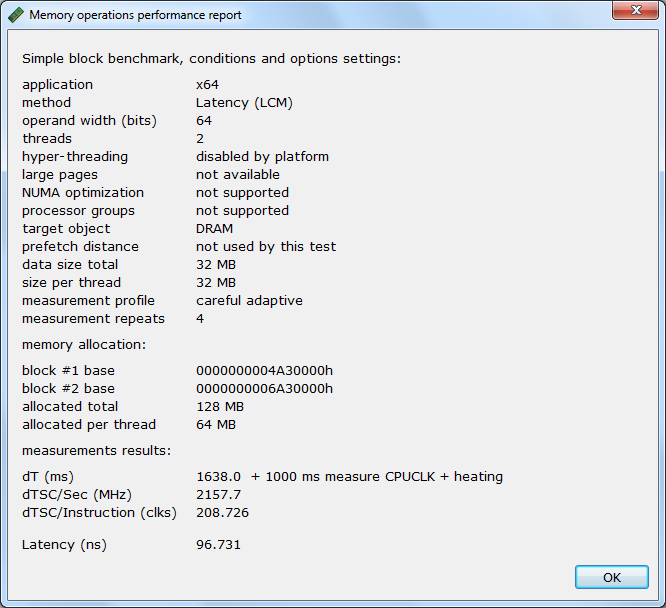 Memory operations performance report
Simple block benchmark, conditions and options settings:
application x64
method Latency (LCM)
operand width (bits) 64
threads 2
hyper-threading disabled by platform
large pages not available
NUMA optimization not supported
processor groups not supported
target object DRAM
prefetch distance not used by this test
data size total 32 MB
size per thread 32 MB
measurement profile careful adaptive
measurement repeats 4
memory allocation:
block #1 base 0000000004A30000h
block #2 base 0000000006A30000h
allocated total 128 MB
allocated per thread 64 MB
measurements results:
dT (ms) 1638.0 + 1000 ms measure CPUCLK + heating
dTSC/Sec (MHz) 2157.7
dTSC/Instruction (clks) 208.726
Latency (ns) 96.731
OK